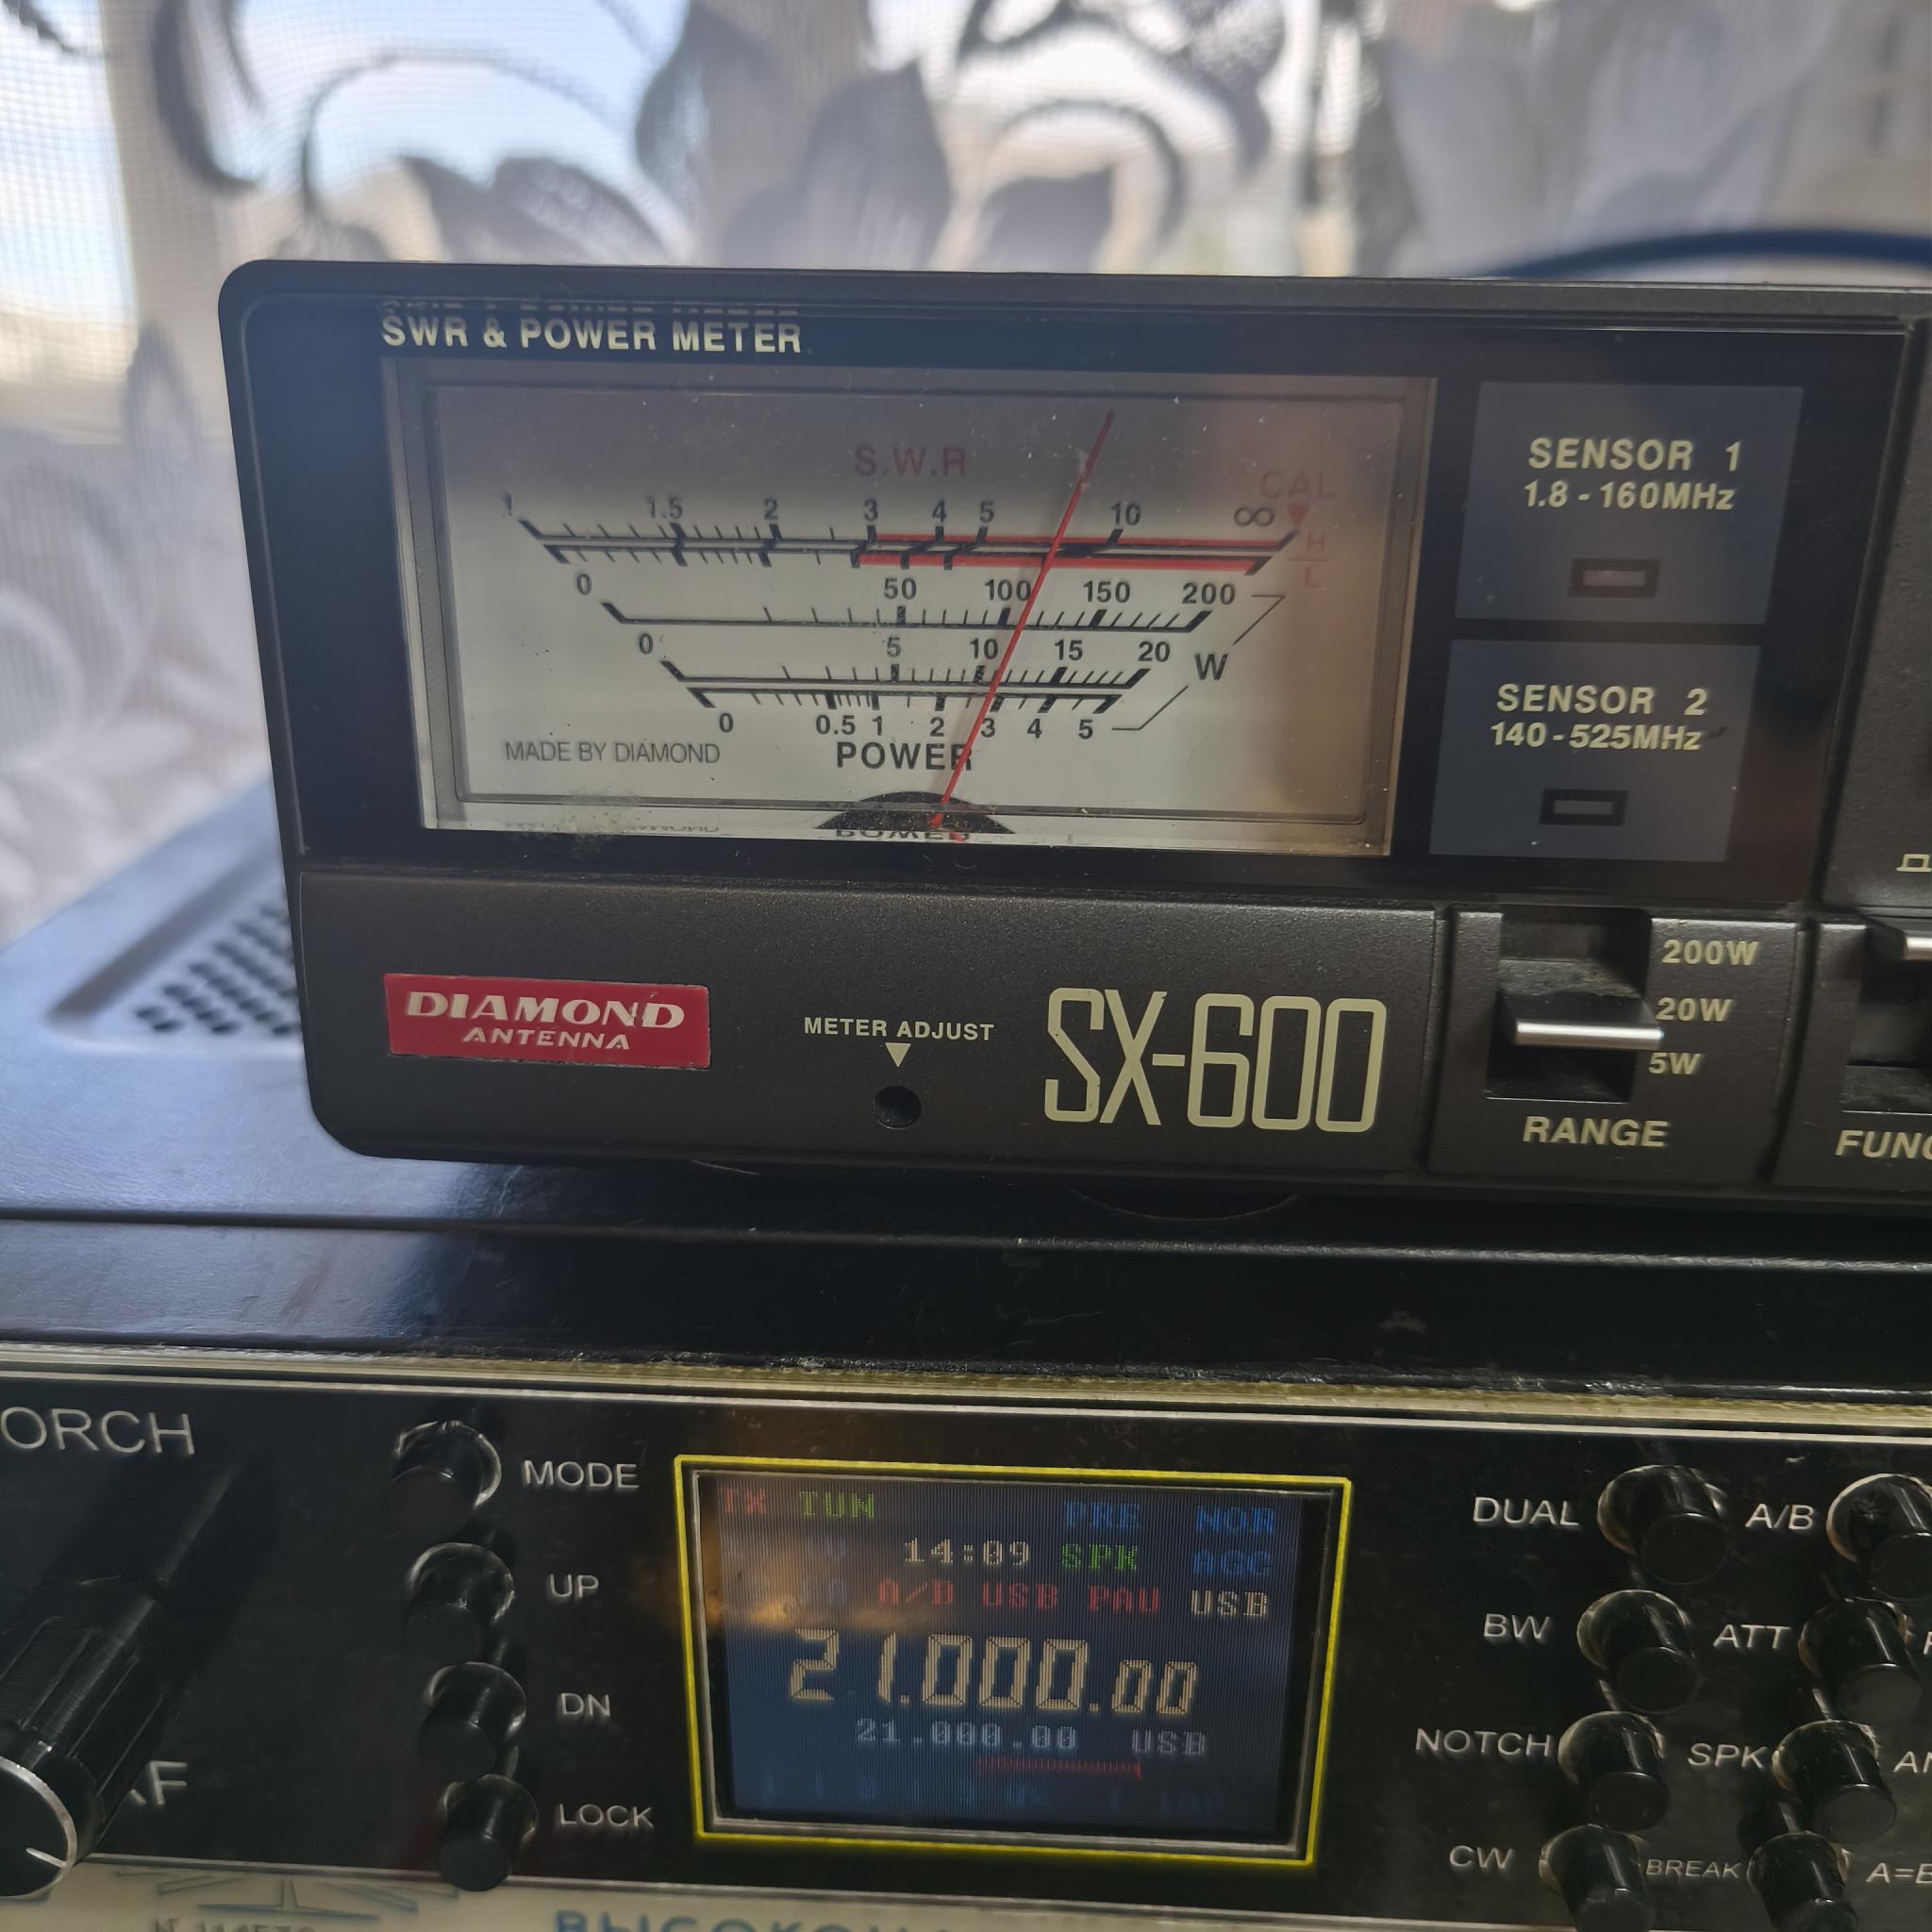 SWR & POWER METER
S.W.R
CAL
1 1.5 2 3 4 5 10 ∞
H
L
0 50 100 150 200
0 5 10 15 20
W
0 0.5 1 2 3 4 5
MADE BY DIAMOND
POWER
SENSOR 1
1.8 - 160MHz
SENSOR 2
140 - 525MHz
DIAMOND
ANTENNA
METER ADJUST
SX-600
200W
20W
5W
RANGE
FUNC
ORCH
MODE
UP
DN
LOCK
AF
TX TUN PRE NOR
14:09 SPK AGC
A/B USB PAU USB
21.000.00
21.000.00 USB
DUAL A/B
BW ATT
NOTCH SPK
CW BREAK A=B